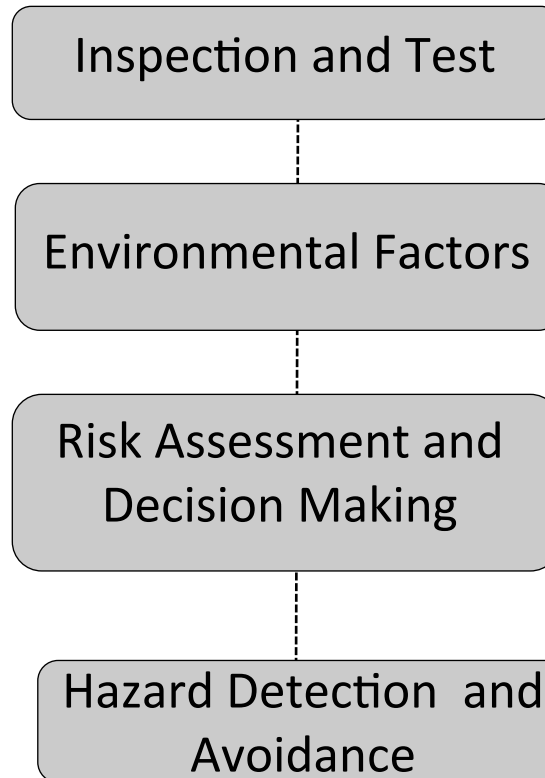 Inspection and Test
Environmental Factors
Risk Assessment and
Decision Making
Hazard Detection and
Avoidance